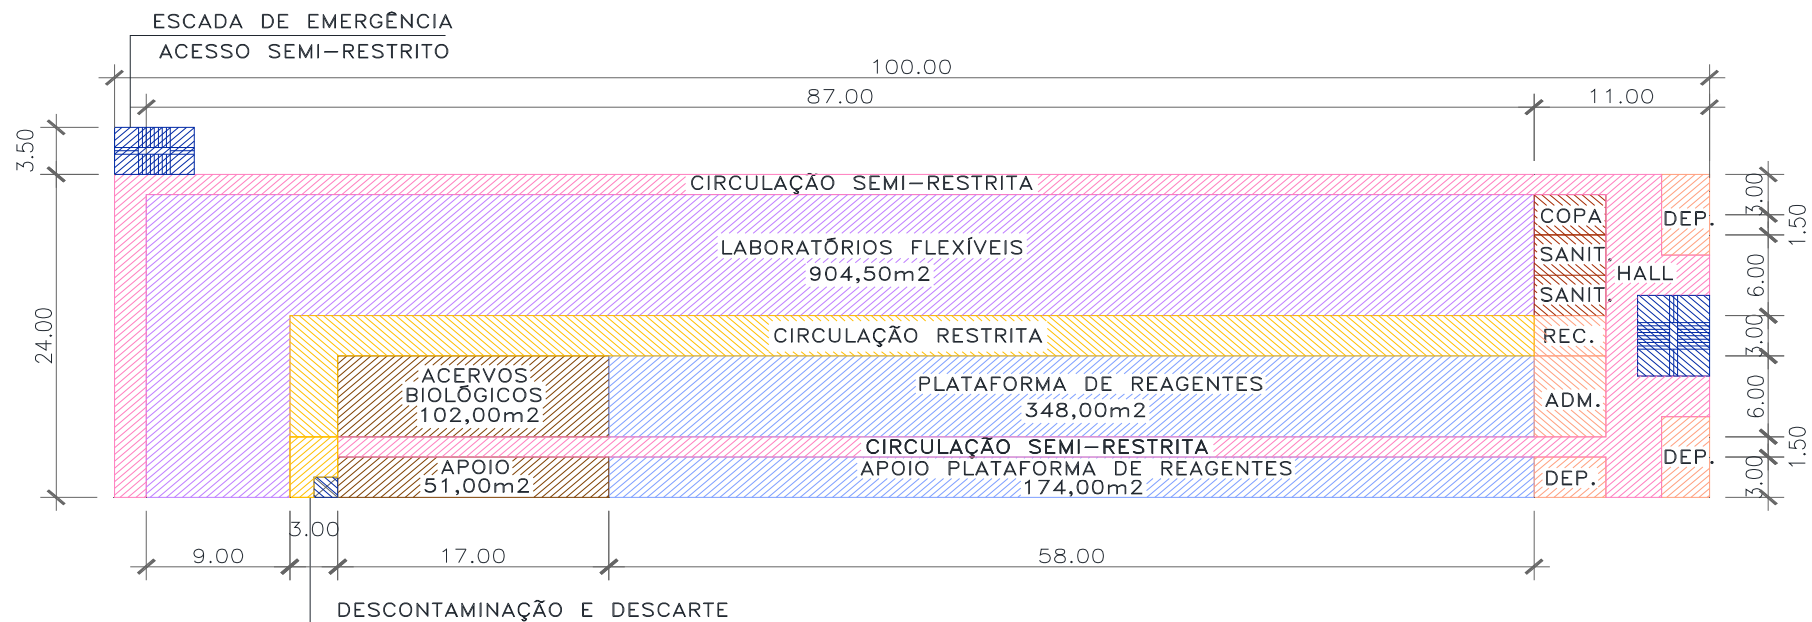 ESCADA DE EMERGÊNCIA
ACESSO SEMI-RESTRITO
100.00
87.00
11.00
3.50
24.00
CIRCULAÇÃO SEMI-RESTRITA
COPA
DEP.
3.00
1.50
LABORATÓRIOS FLEXÍVEIS
904,50m2
SANIT.
HALL
SANIT.
6.00
CIRCULAÇÃO RESTRITA
REC.
3.00
ACERVOS
BIOLÓGICOS
102,00m2
PLATAFORMA DE REAGENTES
348,00m2
ADM.
6.00
CIRCULAÇÃO SEMI-RESTRITA
1.50
APOIO
51,00m2
APOIO PLATAFORMA DE REAGENTES
174,00m2
DEP.
DEP.
3.00
3.00
9.00
17.00
58.00
DESCONTAMINAÇÃO E DESCARTE